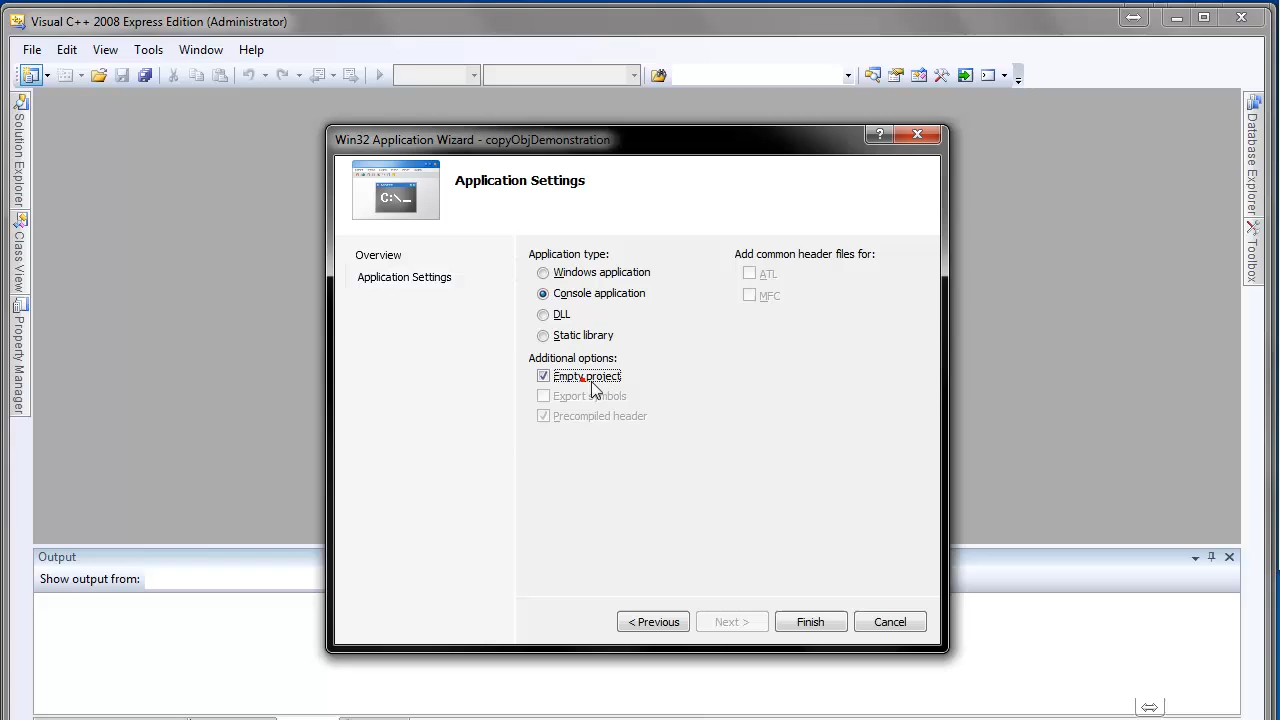 Visual C++ 2008 Express Edition (Administrator)
File Edit View Tools Window Help
Solution Explorer
Class View
Property Manager
Database Explorer
Toolbox
Win32 Application Wizard - copyObjDemonstration
C:\_
Application Settings
Overview
Application Settings
Application type:
Windows application
Console application
DLL
Static library
Additional options:
Empty project
Export symbols
Precompiled header
Add common header files for:
ATL
MFC
< Previous Next > Finish Cancel
Output
Show output from: